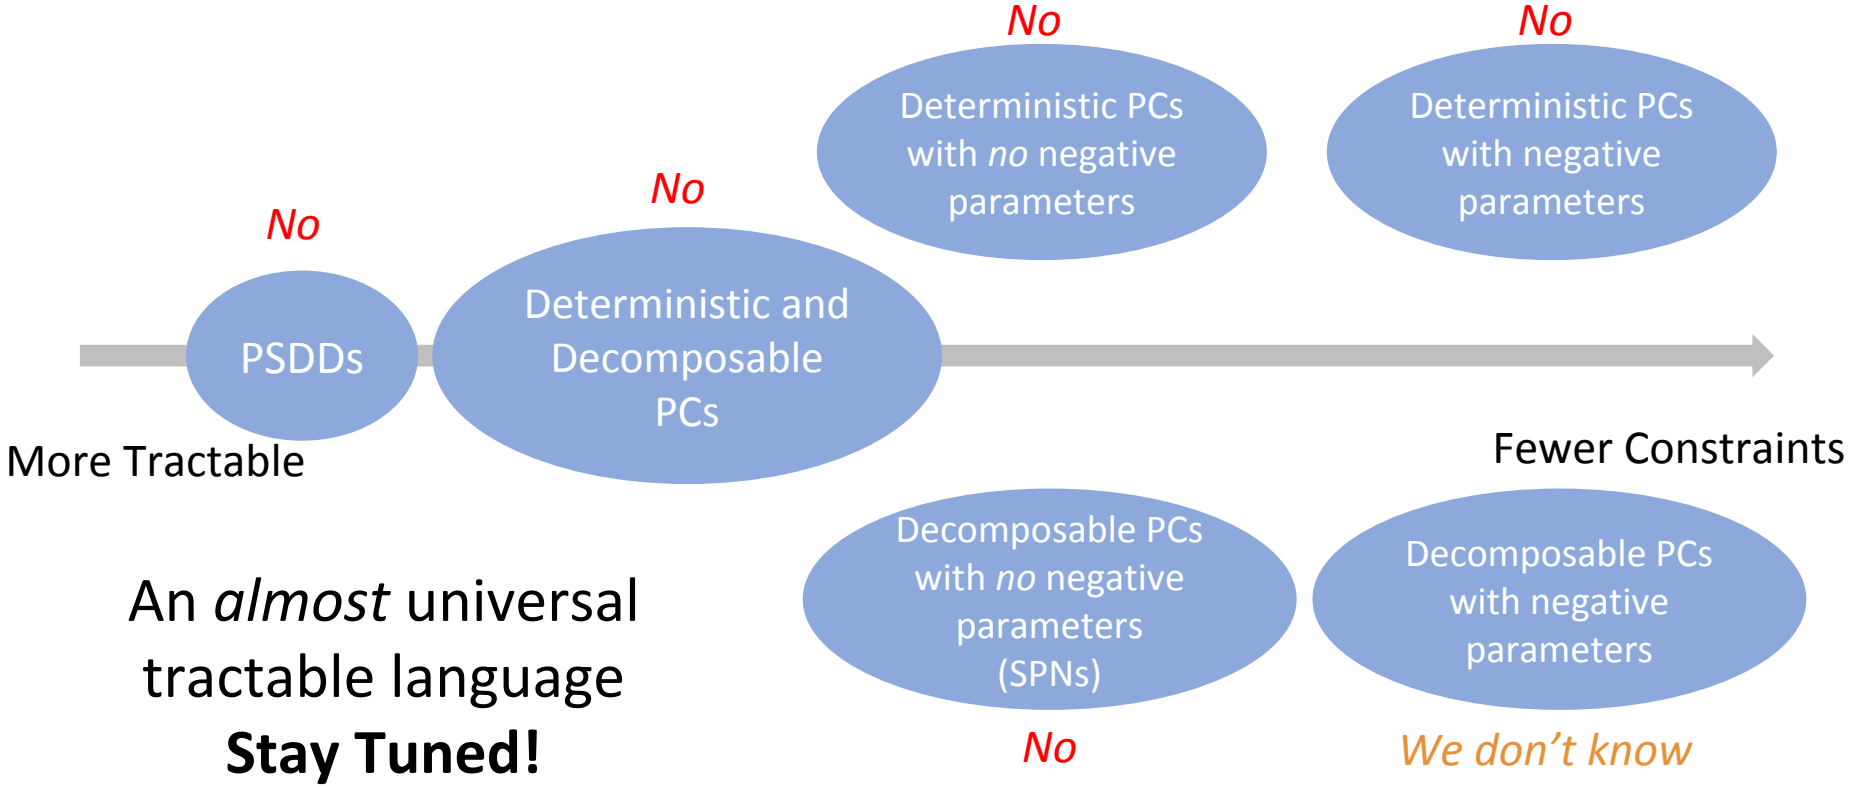 No
No
Deterministic PCs
with no negative
parameters
Deterministic PCs
with negative
parameters
No
No
Deterministic and
Decomposable
PCs
PSDDs
More Tractable
Fewer Constraints
Decomposable PCs
with no negative
parameters
(SPNs)
Decomposable PCs
with negative
parameters
An almost universal
tractable language
Stay Tuned!
No
We don’t know